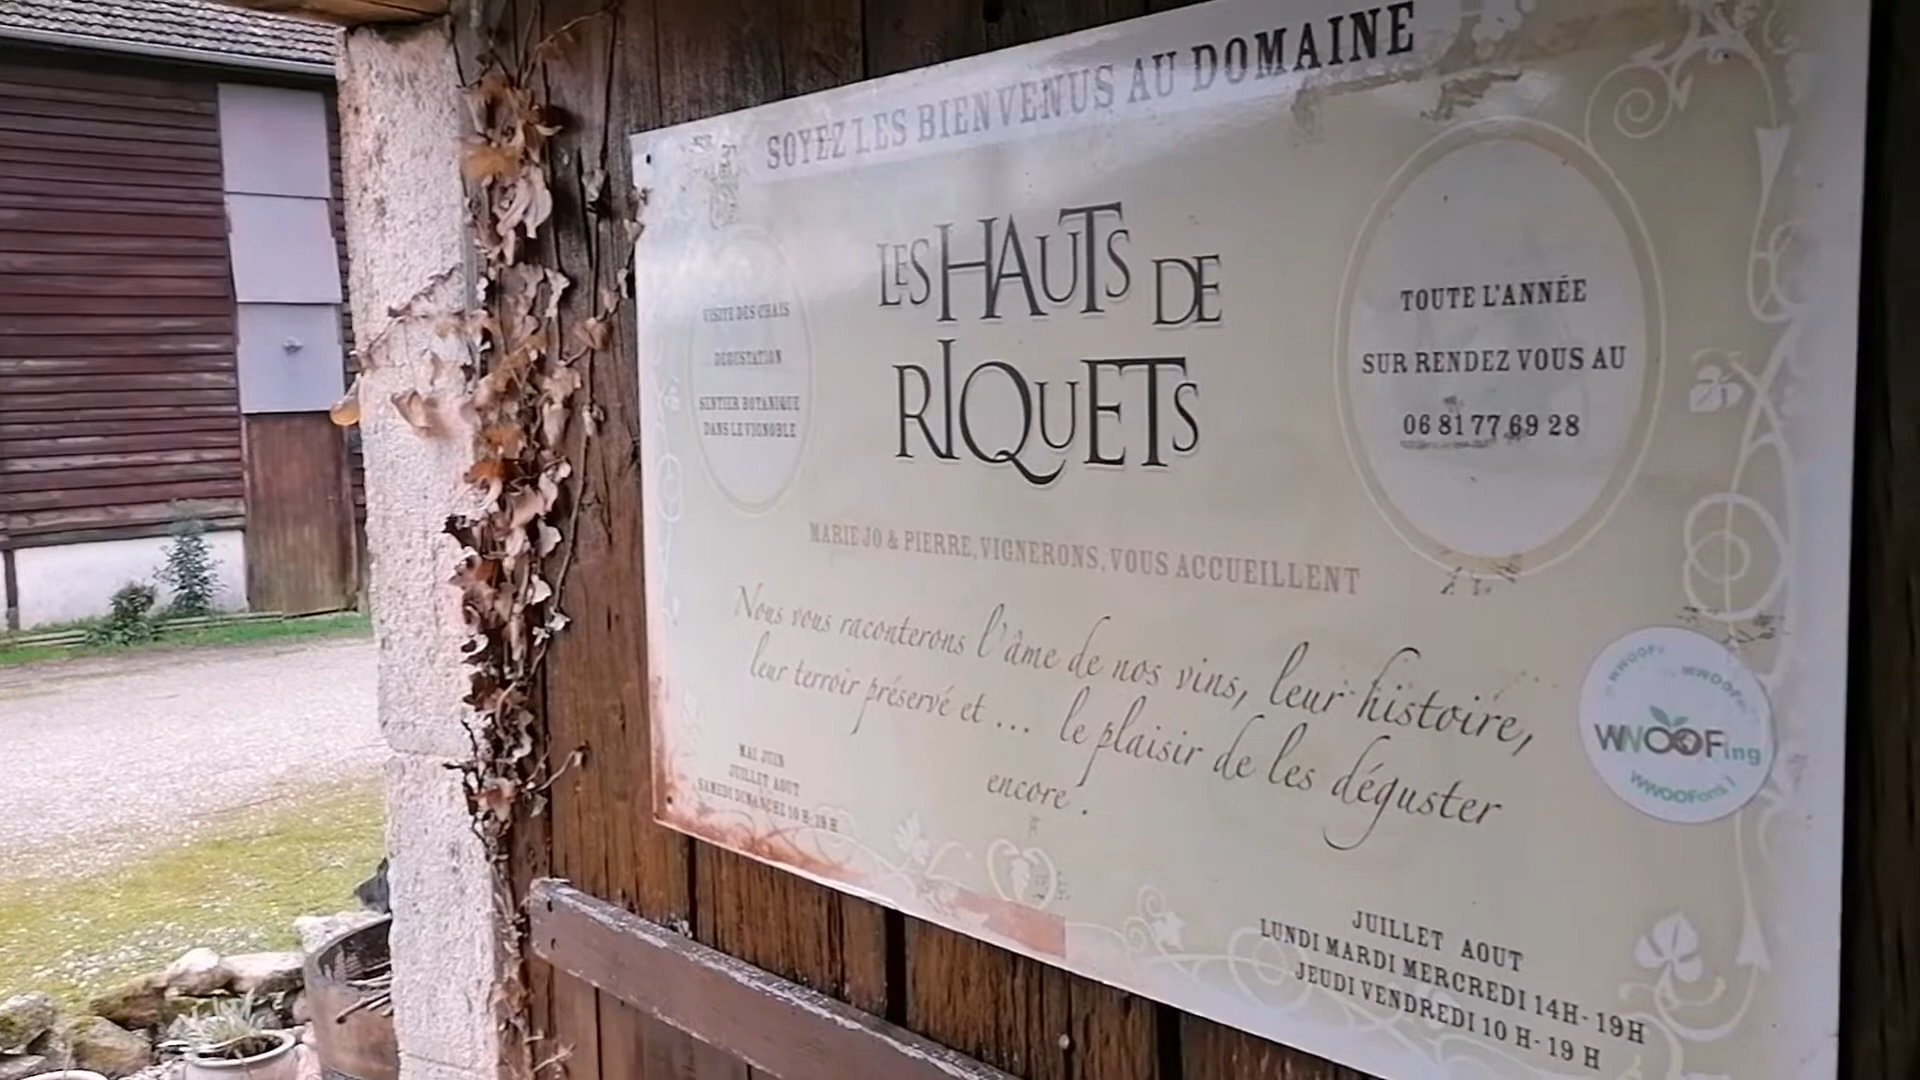 SOYEZ LES BIENVENUS AU DOMAINE
LES HAUTS DE
RIQUETS
VISITE DES CHAIS
DÉGUSTATION
SENTIER BOTANIQUE
DANS LE VIGNOBLE
TOUTE L'ANNÉE
SUR RENDEZ VOUS AU
06 81 77 69 28
MARIE JO & PIERRE, VIGNERONS, VOUS ACCUEILLENT
Nous vous raconterons l'âme de nos vins, leur histoire,
leur terroir préservé et ... le plaisir de les déguster
encore .
WWOOF
WWOOFing
MAI JUIN
JUILLET AOUT
SAMEDI DIMANCHE 10 H-19 H
JUILLET AOUT
LUNDI MARDI MERCREDI 14H-19H
JEUDI VENDREDI 10 H-19 H